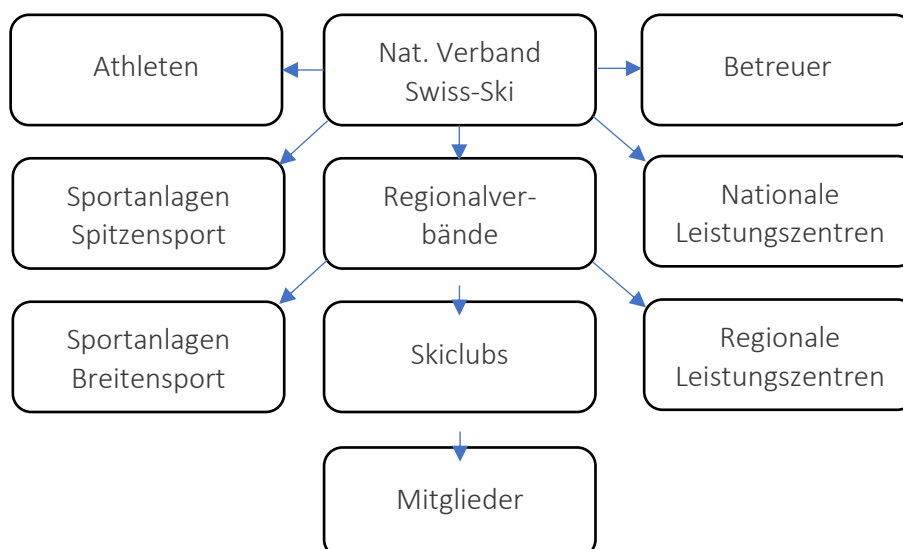 Athleten
Nat. Verband
Swiss-Ski
Betreuer
Sportanlagen
Spitzensport
Regionalver-
bände
Nationale
Leistungszentren
Sportanlagen
Breitensport
Skiclubs
Regionale
Leistungszentren
Mitglieder